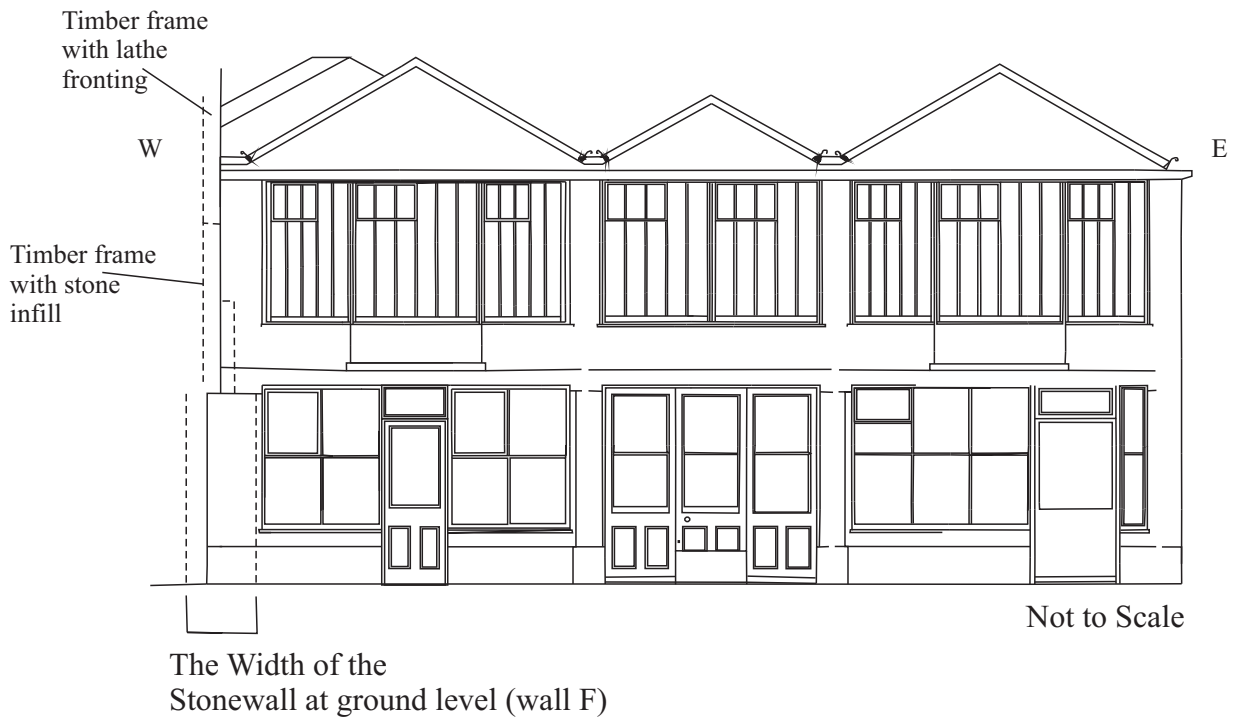 Timber frame
with lathe
fronting
W
E
Timber frame
with stone
infill
Not to Scale
The Width of the
Stonewall at ground level (wall F)